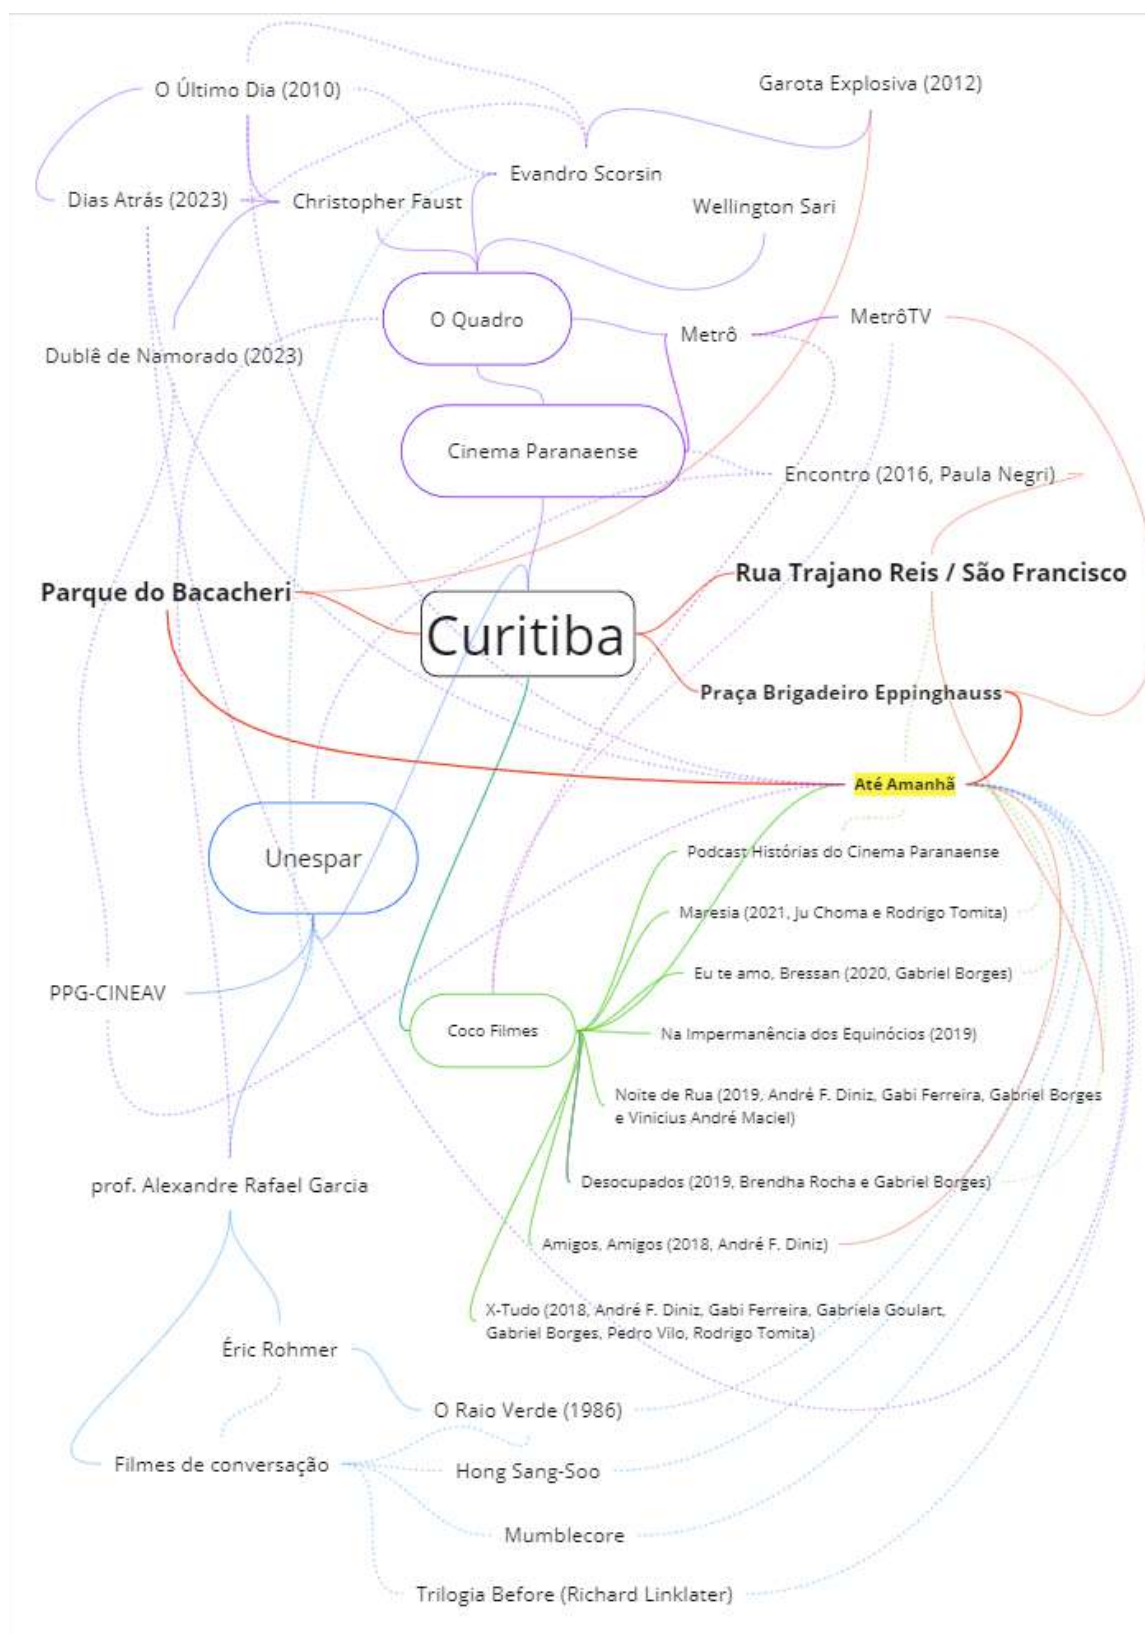 O Último Dia (2010)
Garota Explosiva (2012)
Evandro Scorsin
Dias Atrás (2023)
Christopher Faust
Wellington Sari
O Quadro
Metrô
MetrôTV
Dublê de Namorado (2023)
Cinema Paranaense
Encontro (2016, Paula Negri)
Parque do Bacacheri
Rua Trajano Reis / São Francisco
Curitiba
Praça Brigadeiro Eppinghauss
Até Amanhã
Unespar
Podcast Histórias do Cinema Paranaense
Maresia (2021, Ju Choma e Rodrigo Tomita)
Eu te amo, Bressan (2020, Gabriel Borges)
PPG-CINEAV
Coco Filmes
Na Impermanência dos Equinócios (2019)
Noite de Rua (2019, André F. Diniz, Gabi Ferreira, Gabriel Borges
e Vinicius André Maciel)
prof. Alexandre Rafael Garcia
Desocupados (2019, Brendha Rocha e Gabriel Borges)
Amigos, Amigos (2018, André F. Diniz)
X-Tudo (2018, André F. Diniz, Gabi Ferreira, Gabriela Goulart,
Gabriel Borges, Pedro Vilo, Rodrigo Tomita)
Éric Rohmer
O Raio Verde (1986)
Filmes de conversação
Hong Sang-Soo
Mumblecore
Trilogia Before (Richard Linklater)